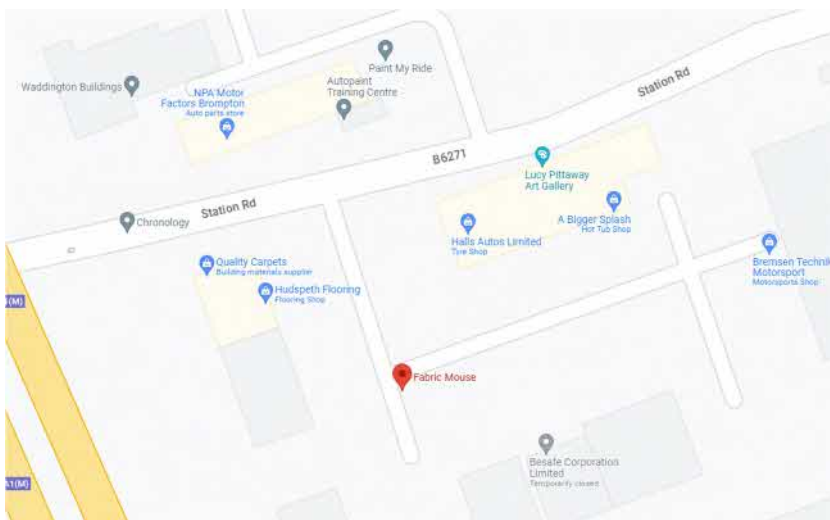 Paint My Ride
Waddington Buildings
Autopaint
Training Centre
NPA Motor
Factors Brompton
Auto parts store
Station Rd
B6271
Lucy Pittaway
Art Gallery
Chronology
Station Rd
A Bigger Splash
Hot Tub Shop
Halls Autos Limited
Tyre Shop
Quality Carpets
Building materials supplier
Bremsen Technik
Motorsport
Motorsports Shop
Hudspeth Flooring
Flooring Shop
1(M)
Fabric Mouse
Besafe Corporation
Limited
Temporarily closed
A1(M)